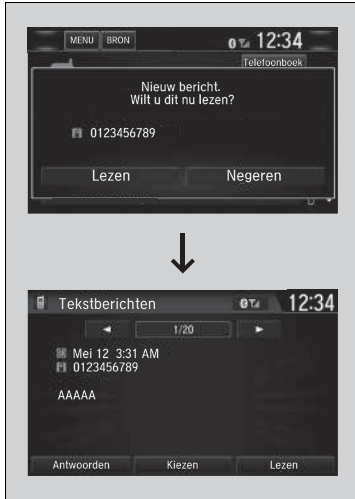 MENU BRON 12:34
Telefoonboek
Nieuw bericht.
Wilt u dit nu lezen?
0123456789
Lezen Negeren
Tekstberichten 12:34
1/20
Mei 12 3:31 AM
0123456789
AAAAA
Antwoorden Kiezen Lezen